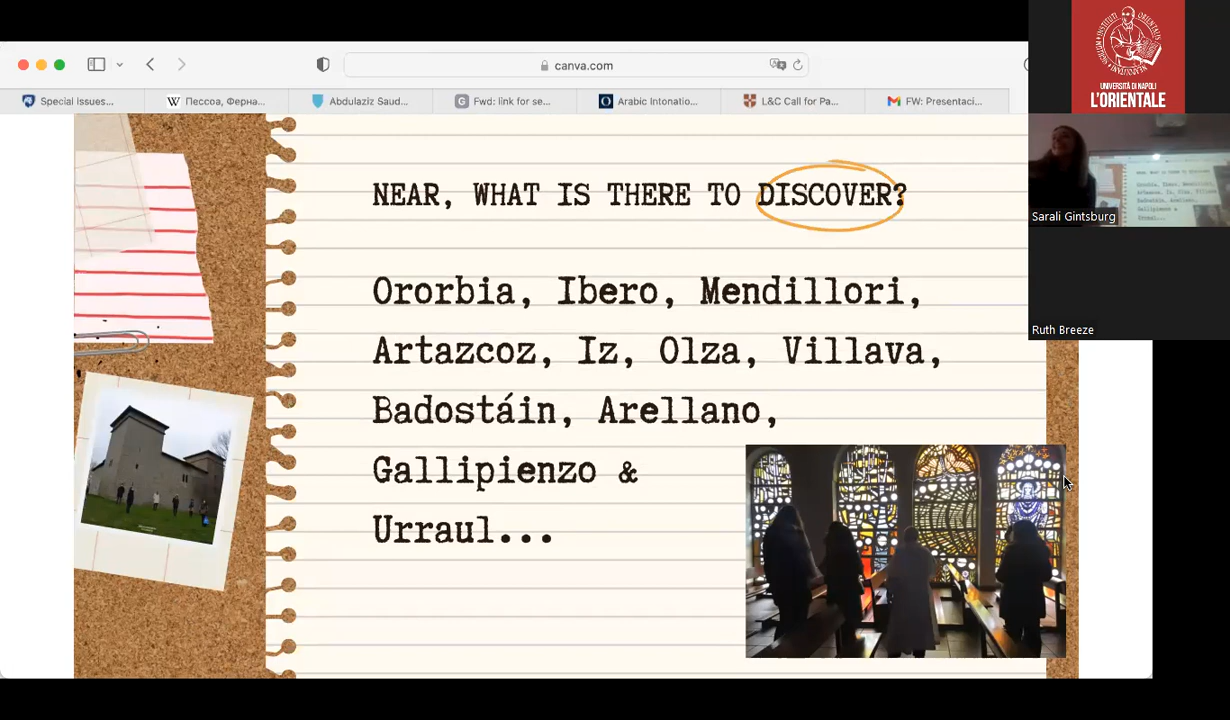 canva.com
Special Issues...
Пессоа, Ферна...
Abdulaziz Saud...
Fwd: link for se...
Arabic Intonatio...
L&C Call for Pa...
FW: Presentaci...
UNIVERSITÀ DI NAPOLI
L'ORIENTALE
NEAR, WHAT IS THERE TO DISCOVER?
Ororbia, Ibero, Mendillori,
Artazcoz, Iz, Olza, Villava,
Badostáin, Arellano,
Gallipienzo &
Urraul...
Sarali Gintsburg
Ruth Breeze